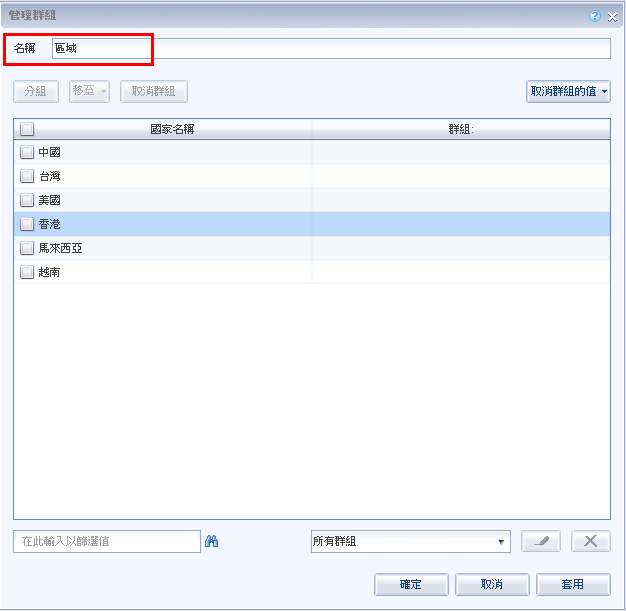 管理群組
名稱 區域
分組 移至 取消群組 取消群組的值
國家名稱 群組:
中國
台灣
美國
香港
馬來西亞
越南
在此輸入以篩選值 所有群組
確定 取消 套用